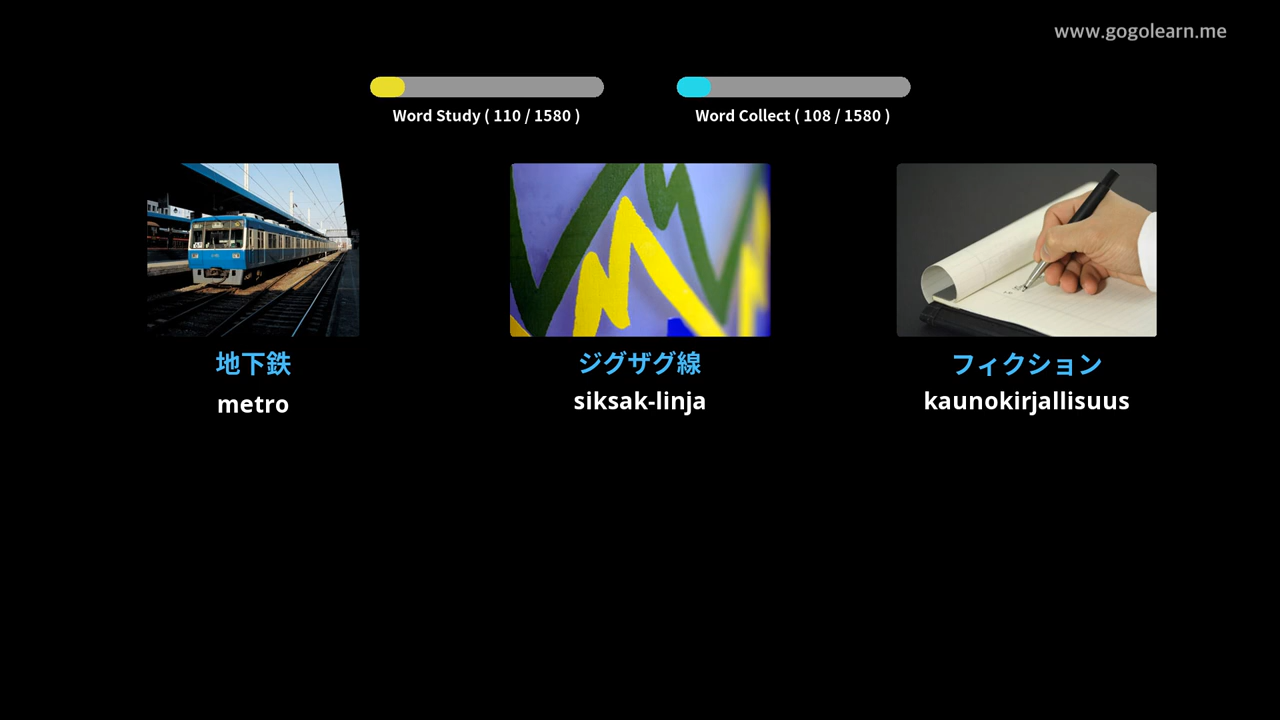 www.gogolearn.me
Word Study ( 110 / 1580 )
Word Collect ( 108 / 1580 )
地下鉄
metro
ジグザグ線
siksak-linja
フィクション
kaunokirjallisuus